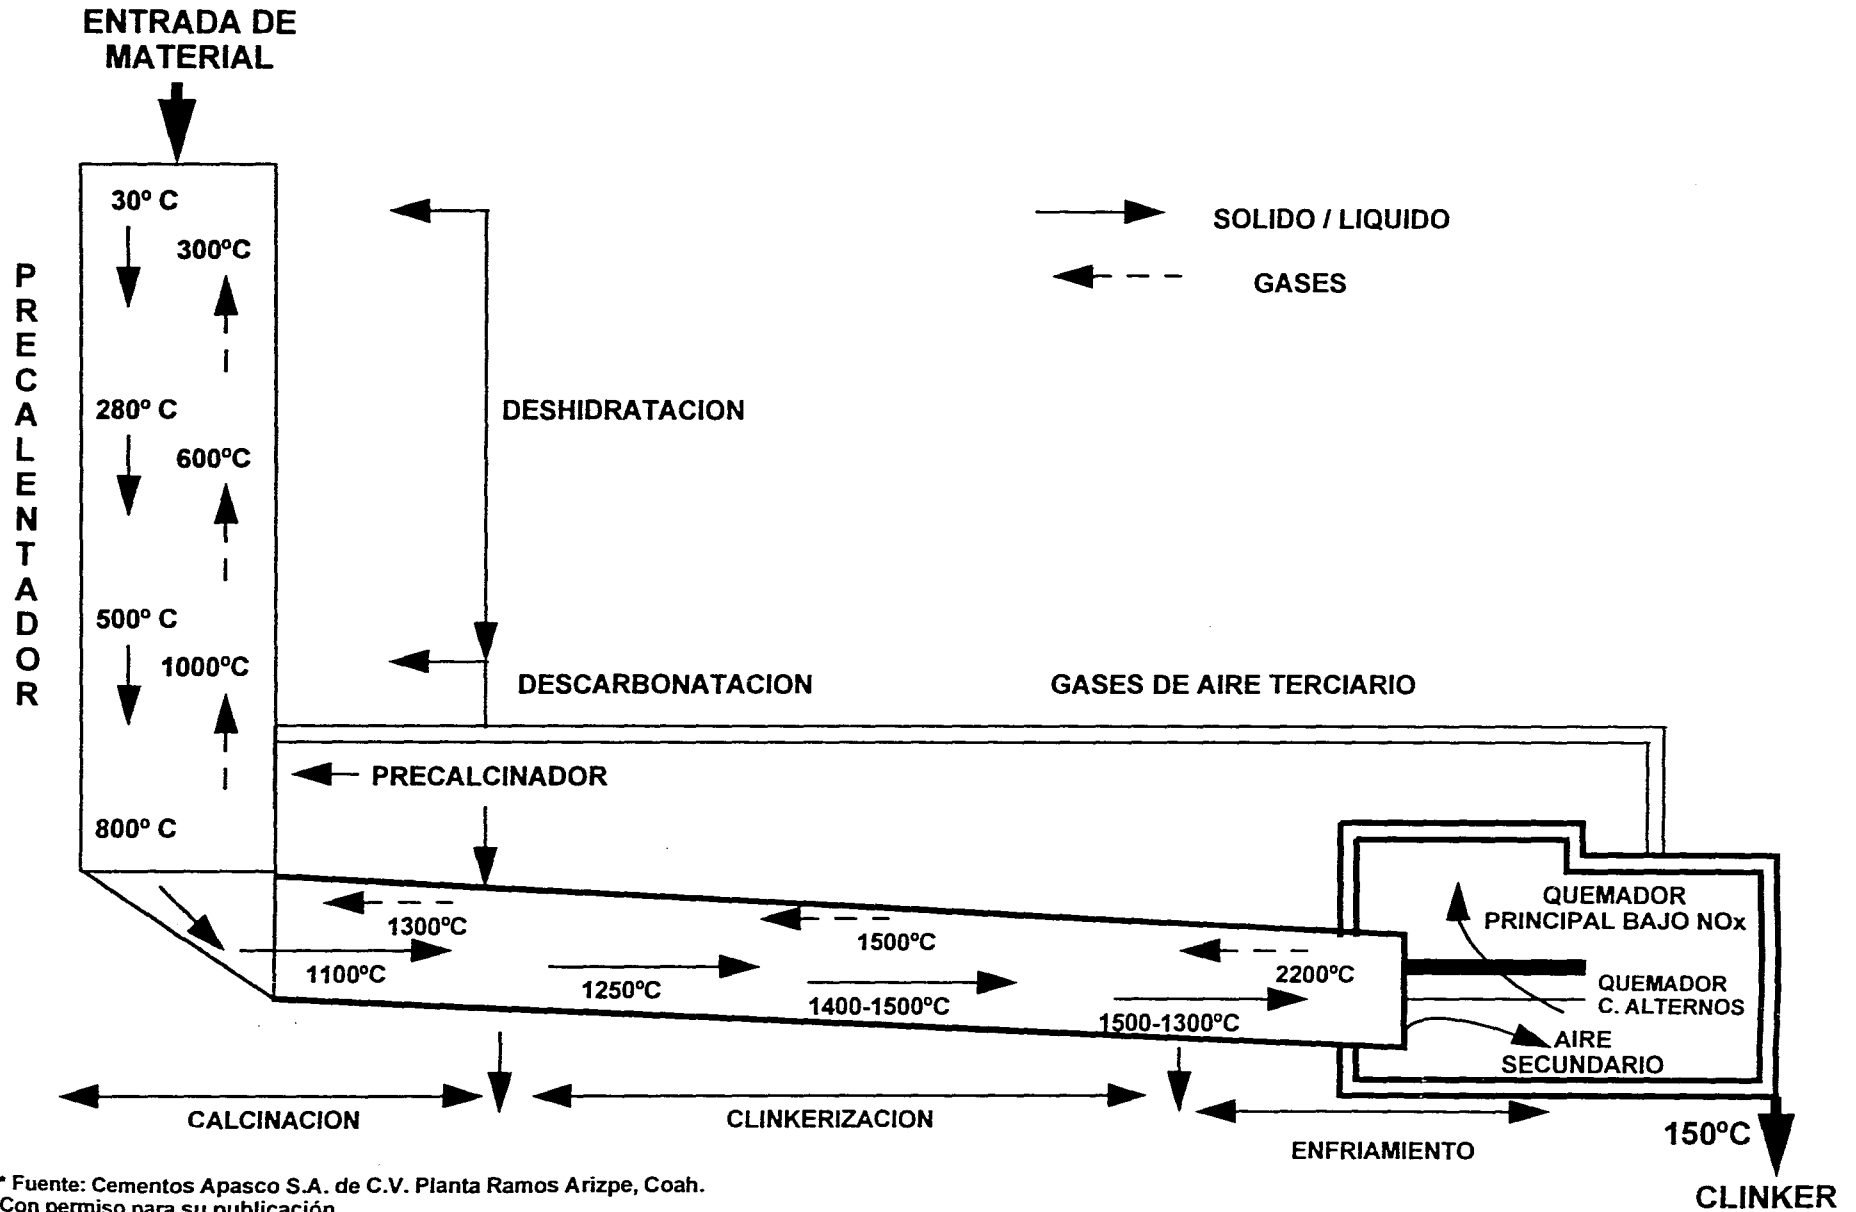 ENTRADA DE
MATERIAL
PRECALENTADOR
30º C
300ºC
280º C
600ºC
500º C
1000ºC
800º C
SOLIDO / LIQUIDO
GASES
DESHIDRATACION
DESCARBONATACION
GASES DE AIRE TERCIARIO
PRECALCINADOR
1300ºC
1100ºC
1250ºC
1500ºC
1400-1500ºC
2200ºC
1500-1300ºC
QUEMADOR
PRINCIPAL BAJO NOx
QUEMADOR
C. ALTERNOS
AIRE
SECUNDARIO
CALCINACION
CLINKERIZACION
ENFRIAMIENTO
150ºC
CLINKER
* Fuente: Cementos Apasco S.A. de C.V. Planta Ramos Arizpe, Coah.
Con permiso para su publicación